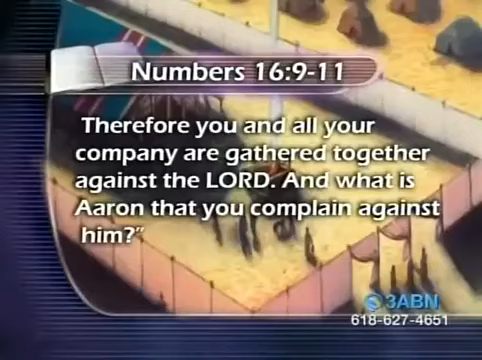 Numbers 16:9-11
Therefore you and all your
company are gathered together
against the LORD. And what is
Aaron that you complain against
him?”
3ABN
618-627-4651